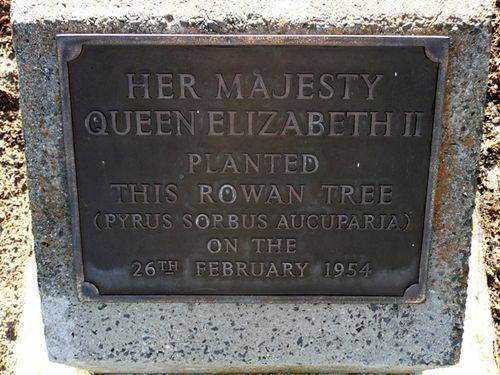 HER MAJESTY
QUEEN ELIZABETH II
PLANTED
THIS ROWAN TREE
(PYRUS SORBUS AUCUPARIA)
ON THE
26TH FEBRUARY 1954